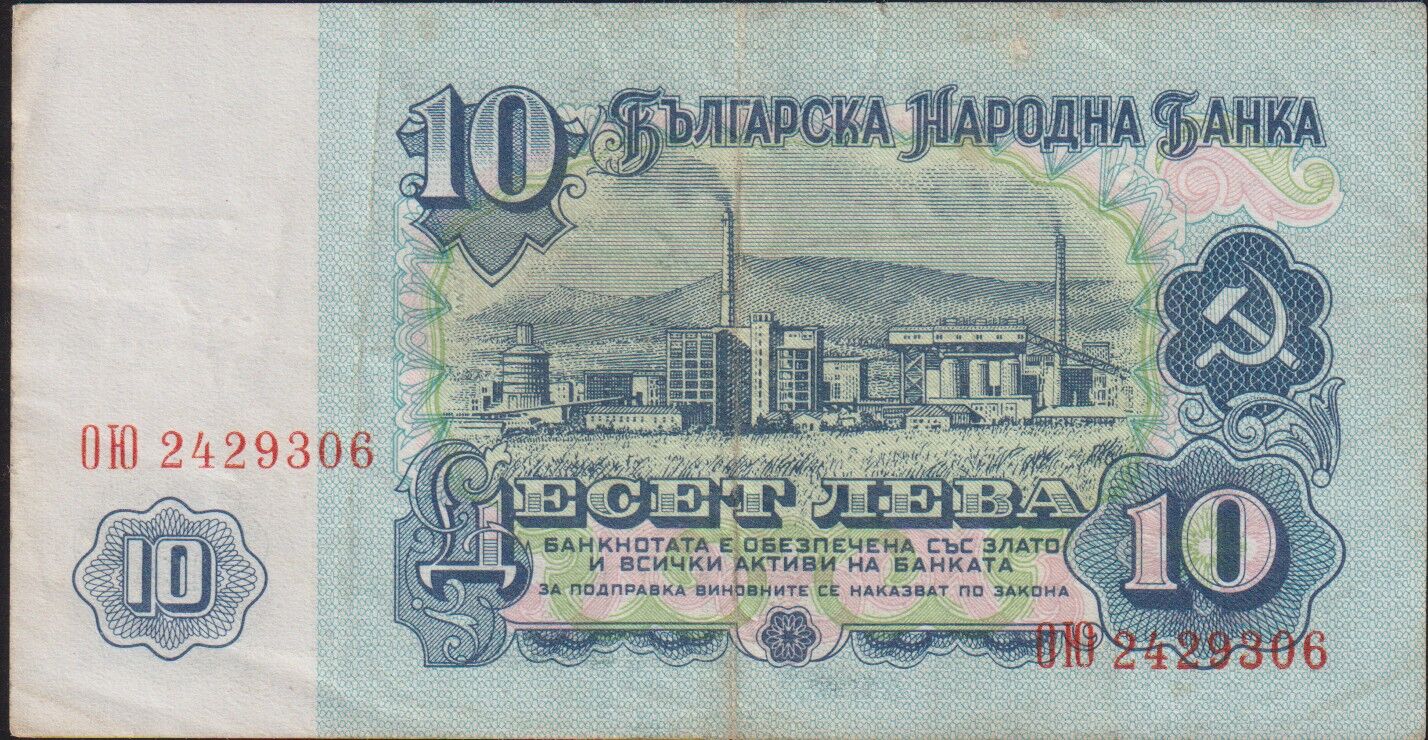 10 БЪЛГАРСКА НАРОДНА БАНКА
ОЮ 2429306
10
ДЕСЕТ ЛЕВА
БАНКНОТАТА Е ОБЕЗПЕЧЕНА СЪС ЗЛАТО
И ВСИЧКИ АКТИВИ НА БАНКАТА
ЗА ПОДПРАВКА ВИНОВНИТЕ СЕ НАКАЗВАТ ПО ЗАКОНА
10
ОЮ 2429306